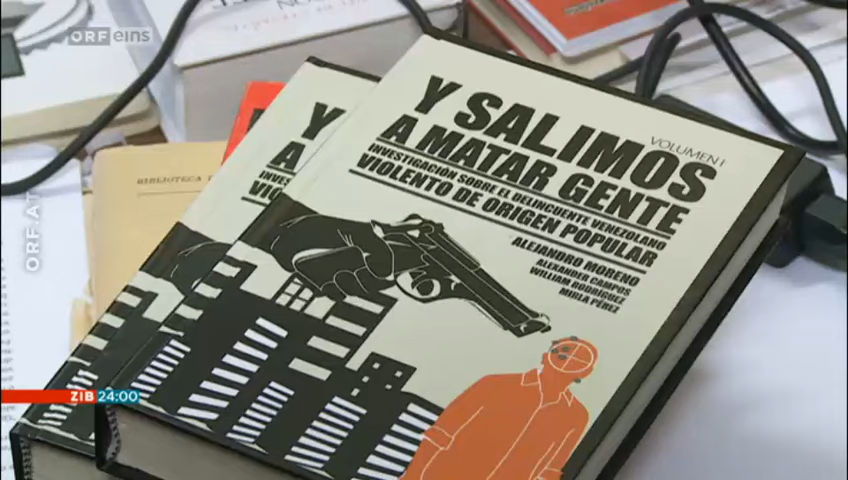 ORF eins
ORF.AT
VOLUMEN I
Y SALIMOS
A MATAR GENTE
INVESTIGACIÓN SOBRE EL DELINCUENTE VENEZOLANO
VIOLENTO DE ORIGEN POPULAR
ALEJANDRO MORENO
ALEXANDER CAMPOS
WILLIAM RODRÍGUEZ
MIRLA PÉREZ
BIBLIOTECA
ZIB 24:00